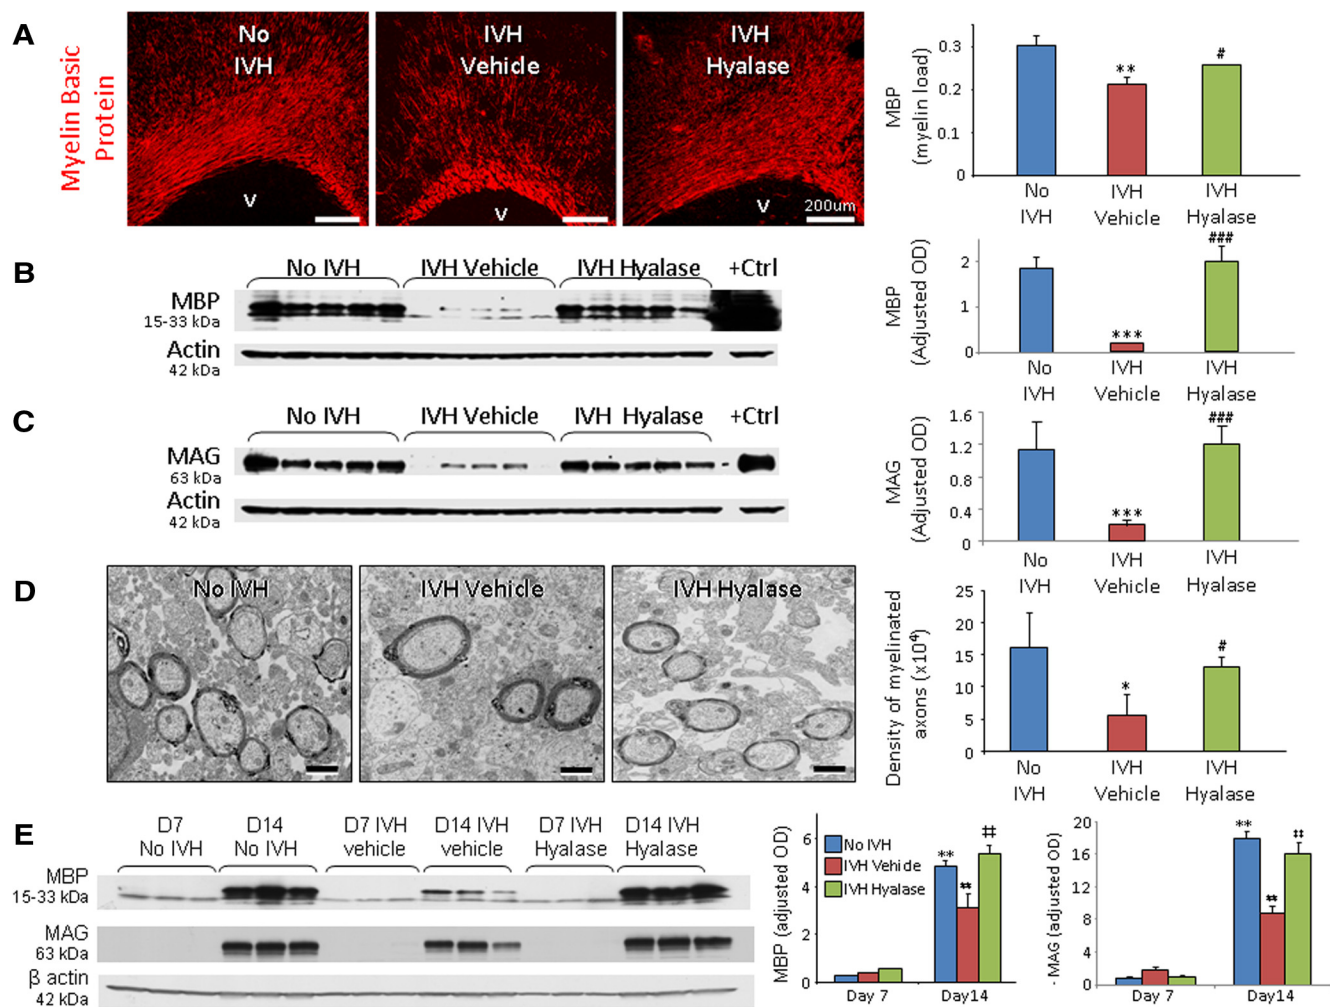 A
Myelin Basic
Protein
No
IVH
V
IVH
Vehicle
V
IVH
Hyalase
V
200um
MBP
(myelin load)
0.3
0.2
0.1
0
**
#
No
IVH
IVH
Vehicle
IVH
Hyalase
B
No IVH
IVH Vehicle
IVH Hyalase
+Ctrl
MBP
15-33 kDa
Actin
42 kDa
MBP
(Adjusted OD)
2
1
0
***
###
No
IVH
IVH
Vehicle
IVH
Hyalase
C
No IVH
IVH Vehicle
IVH Hyalase
+Ctrl
MAG
63 kDa
Actin
42 kDa
MAG
(Adjusted OD)
1.6
1.2
0.8
0.4
0
***
###
No
IVH
IVH
Vehicle
IVH
Hyalase
D
No IVH
IVH Vehicle
IVH Hyalase
Density of myelinated
axons (x10⁴)
25
20
15
10
5
0
*
#
No
IVH
IVH
Vehicle
IVH
Hyalase
E
D7
No IVH
D14
No IVH
D7 IVH
vehicle
D14 IVH
vehicle
D7 IVH
Hyalase
D14 IVH
Hyalase
MBP
15-33 kDa
MAG
63 kDa
β actin
42 kDa
MBP (adjusted OD)
6
4
2
0
No IVH
IVH Vehicle
IVH Hyalase
**
‡‡
Day 7
Day14
- MAG (adjusted OD)
20
16
12
8
4
0
**
‡‡
Day 7
Day 14